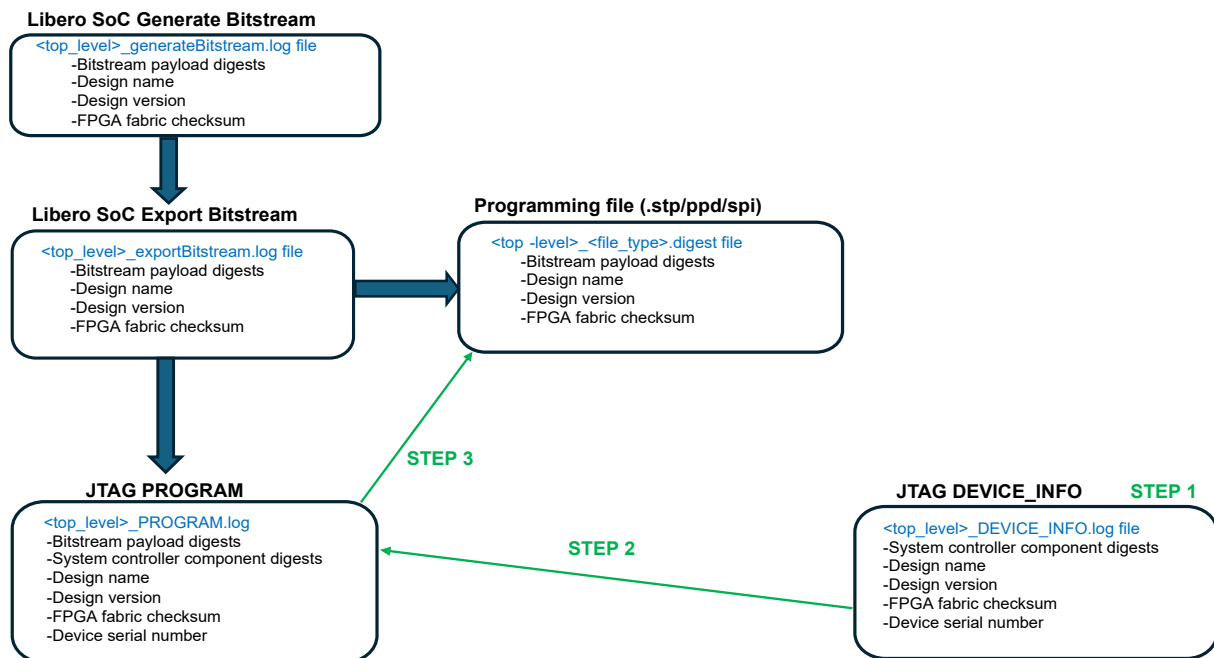 Libero SoC Generate Bitstream
<top_level>_generateBitstream.log file
-Bitstream payload digests
-Design name
-Design version
-FPGA fabric checksum
Libero SoC Export Bitstream
<top_level>_exportBitstream.log file
-Bitstream payload digests
-Design name
-Design version
-FPGA fabric checksum
Programming file (.stp/ppd/spi)
<top -level>_<file_type>.digest file
-Bitstream payload digests
-Design name
-Design version
-FPGA fabric checksum
STEP 3
JTAG PROGRAM
<top_level>_PROGRAM.log
-Bitstream payload digests
-System controller component digests
-Design name
-Design version
-FPGA fabric checksum
-Device serial number
STEP 2
JTAG DEVICE_INFO STEP 1
<top_level>_DEVICE_INFO.log file
-System controller component digests
-Design name
-Design version
-FPGA fabric checksum
-Device serial number